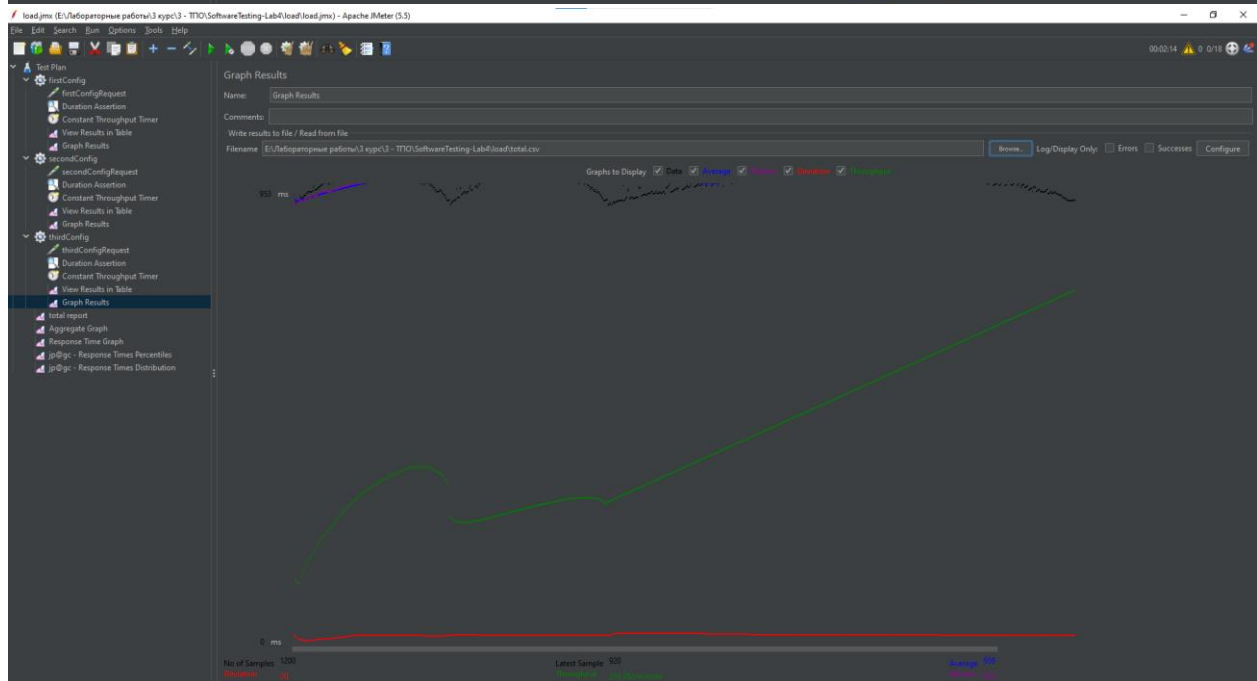 load.jmx (E:\Лабораторные работы\3 курс\3 - ТПО\SoftwareTesting-Lab4\load\load.jmx) - Apache JMeter (5.5)
File Edit Search Run Options Tools Help
00:02:14 0 0/18
Test Plan
firstConfig
firstConfigRequest
Duration Assertion
Constant Throughput Timer
View Results in Table
Graph Results
secondConfig
secondConfigRequest
Duration Assertion
Constant Throughput Timer
View Results in Table
Graph Results
thirdConfig
thirdConfigRequest
Duration Assertion
Constant Throughput Timer
View Results in Table
Graph Results
total report
Aggregate Graph
Response Time Graph
jp@gc - Response Times Percentiles
jp@gc - Response Times Distribution
Graph Results
Name: Graph Results
Comments:
Write results to file / Read from file
Filename E:\Лабораторные работы\3 курс\3 - ТПО\SoftwareTesting-Lab4\load\total.csv Browse... Log/Display Only: Errors Successes Configure
Graphs to Display Data Average Deviation Throughput
953 ms
0 ms
No of Samples 1200 Latest Sample 920 Average
Deviation Throughput